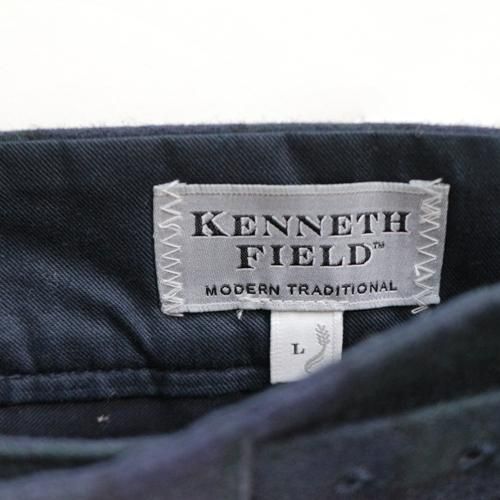 KENNETH
FIELD™
MODERN TRADITIONAL
L